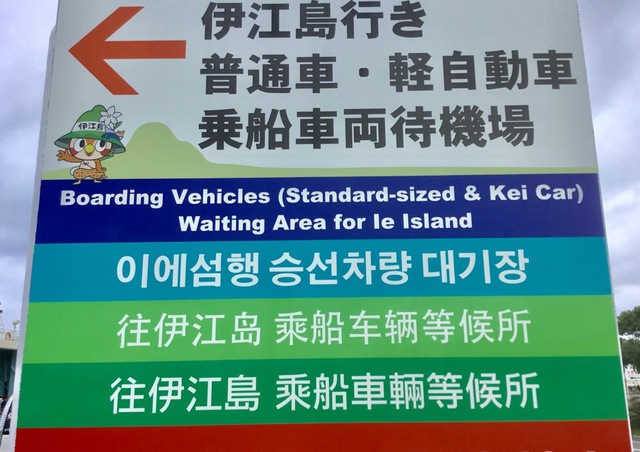 伊江島行き
普通車・軽自動車
乗船車両待機場
伊江島
Boarding Vehicles (Standard-sized & Kei Car)
Waiting Area for Ie Island
이에섬행 승선차량 대기장
往伊江岛 乘船车辆等候所
往伊江島 乘船車輛等候所